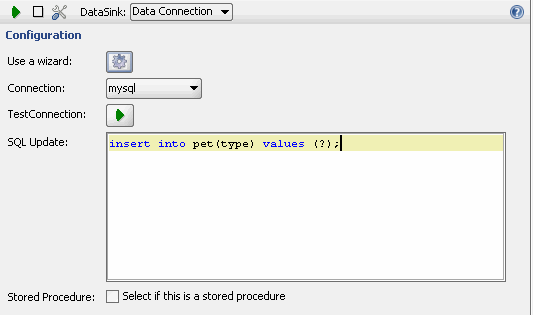 DataSink: Data Connection
Configuration
Use a wizard:
Connection: mysql
TestConnection:
SQL Update: insert into pet(type) values (?);
Stored Procedure: Select if this is a stored procedure